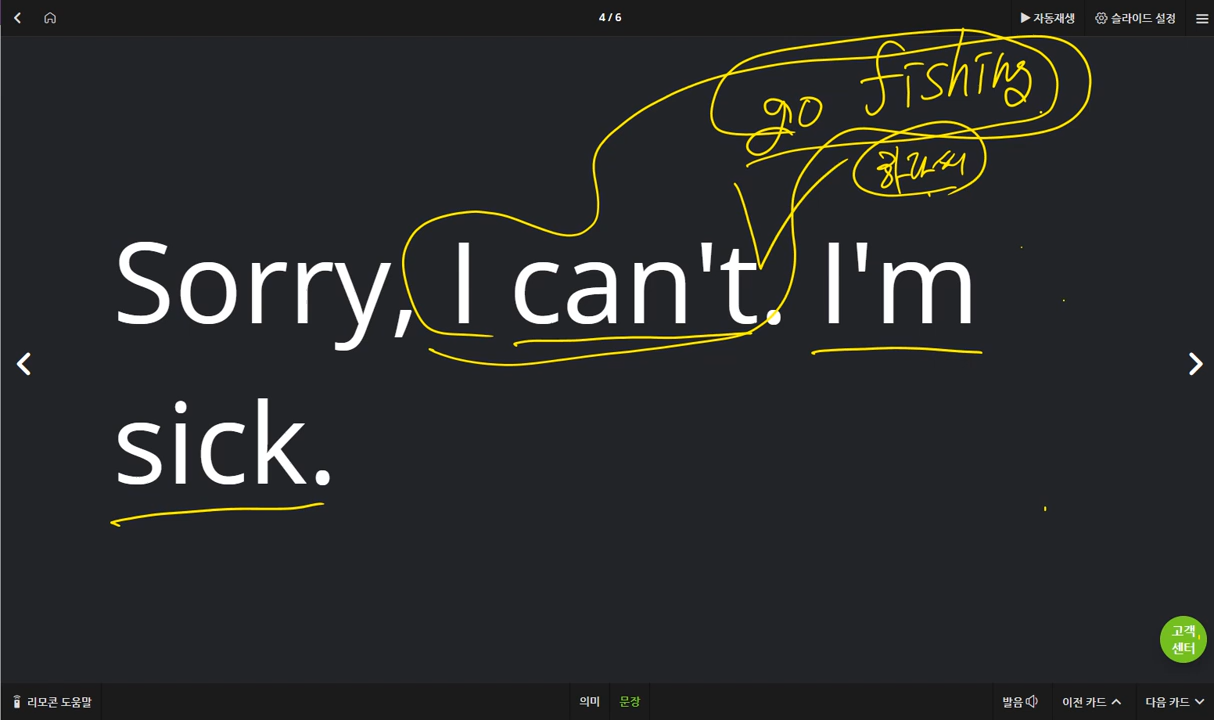 4 / 6
자동재생
슬라이드 설정
go fishing
Sorry, I can't. I'm
sick.
고객
센터
리모콘 도움말
의미
문장
발음
이전 카드
다음 카드